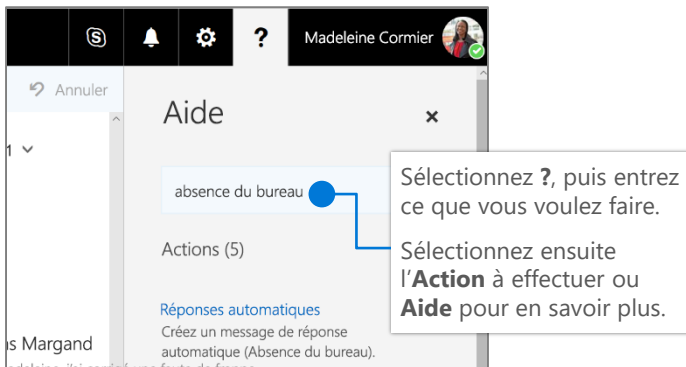 ? Madeleine Cormier
Annuler
Aide
1
absence du bureau
Sélectionnez ?, puis entrez
ce que vous voulez faire.
Sélectionnez ensuite
l’Action à effectuer ou
Aide pour en savoir plus.
Actions (5)
Réponses automatiques
Créez un message de réponse
automatique (Absence du bureau).
s Margand